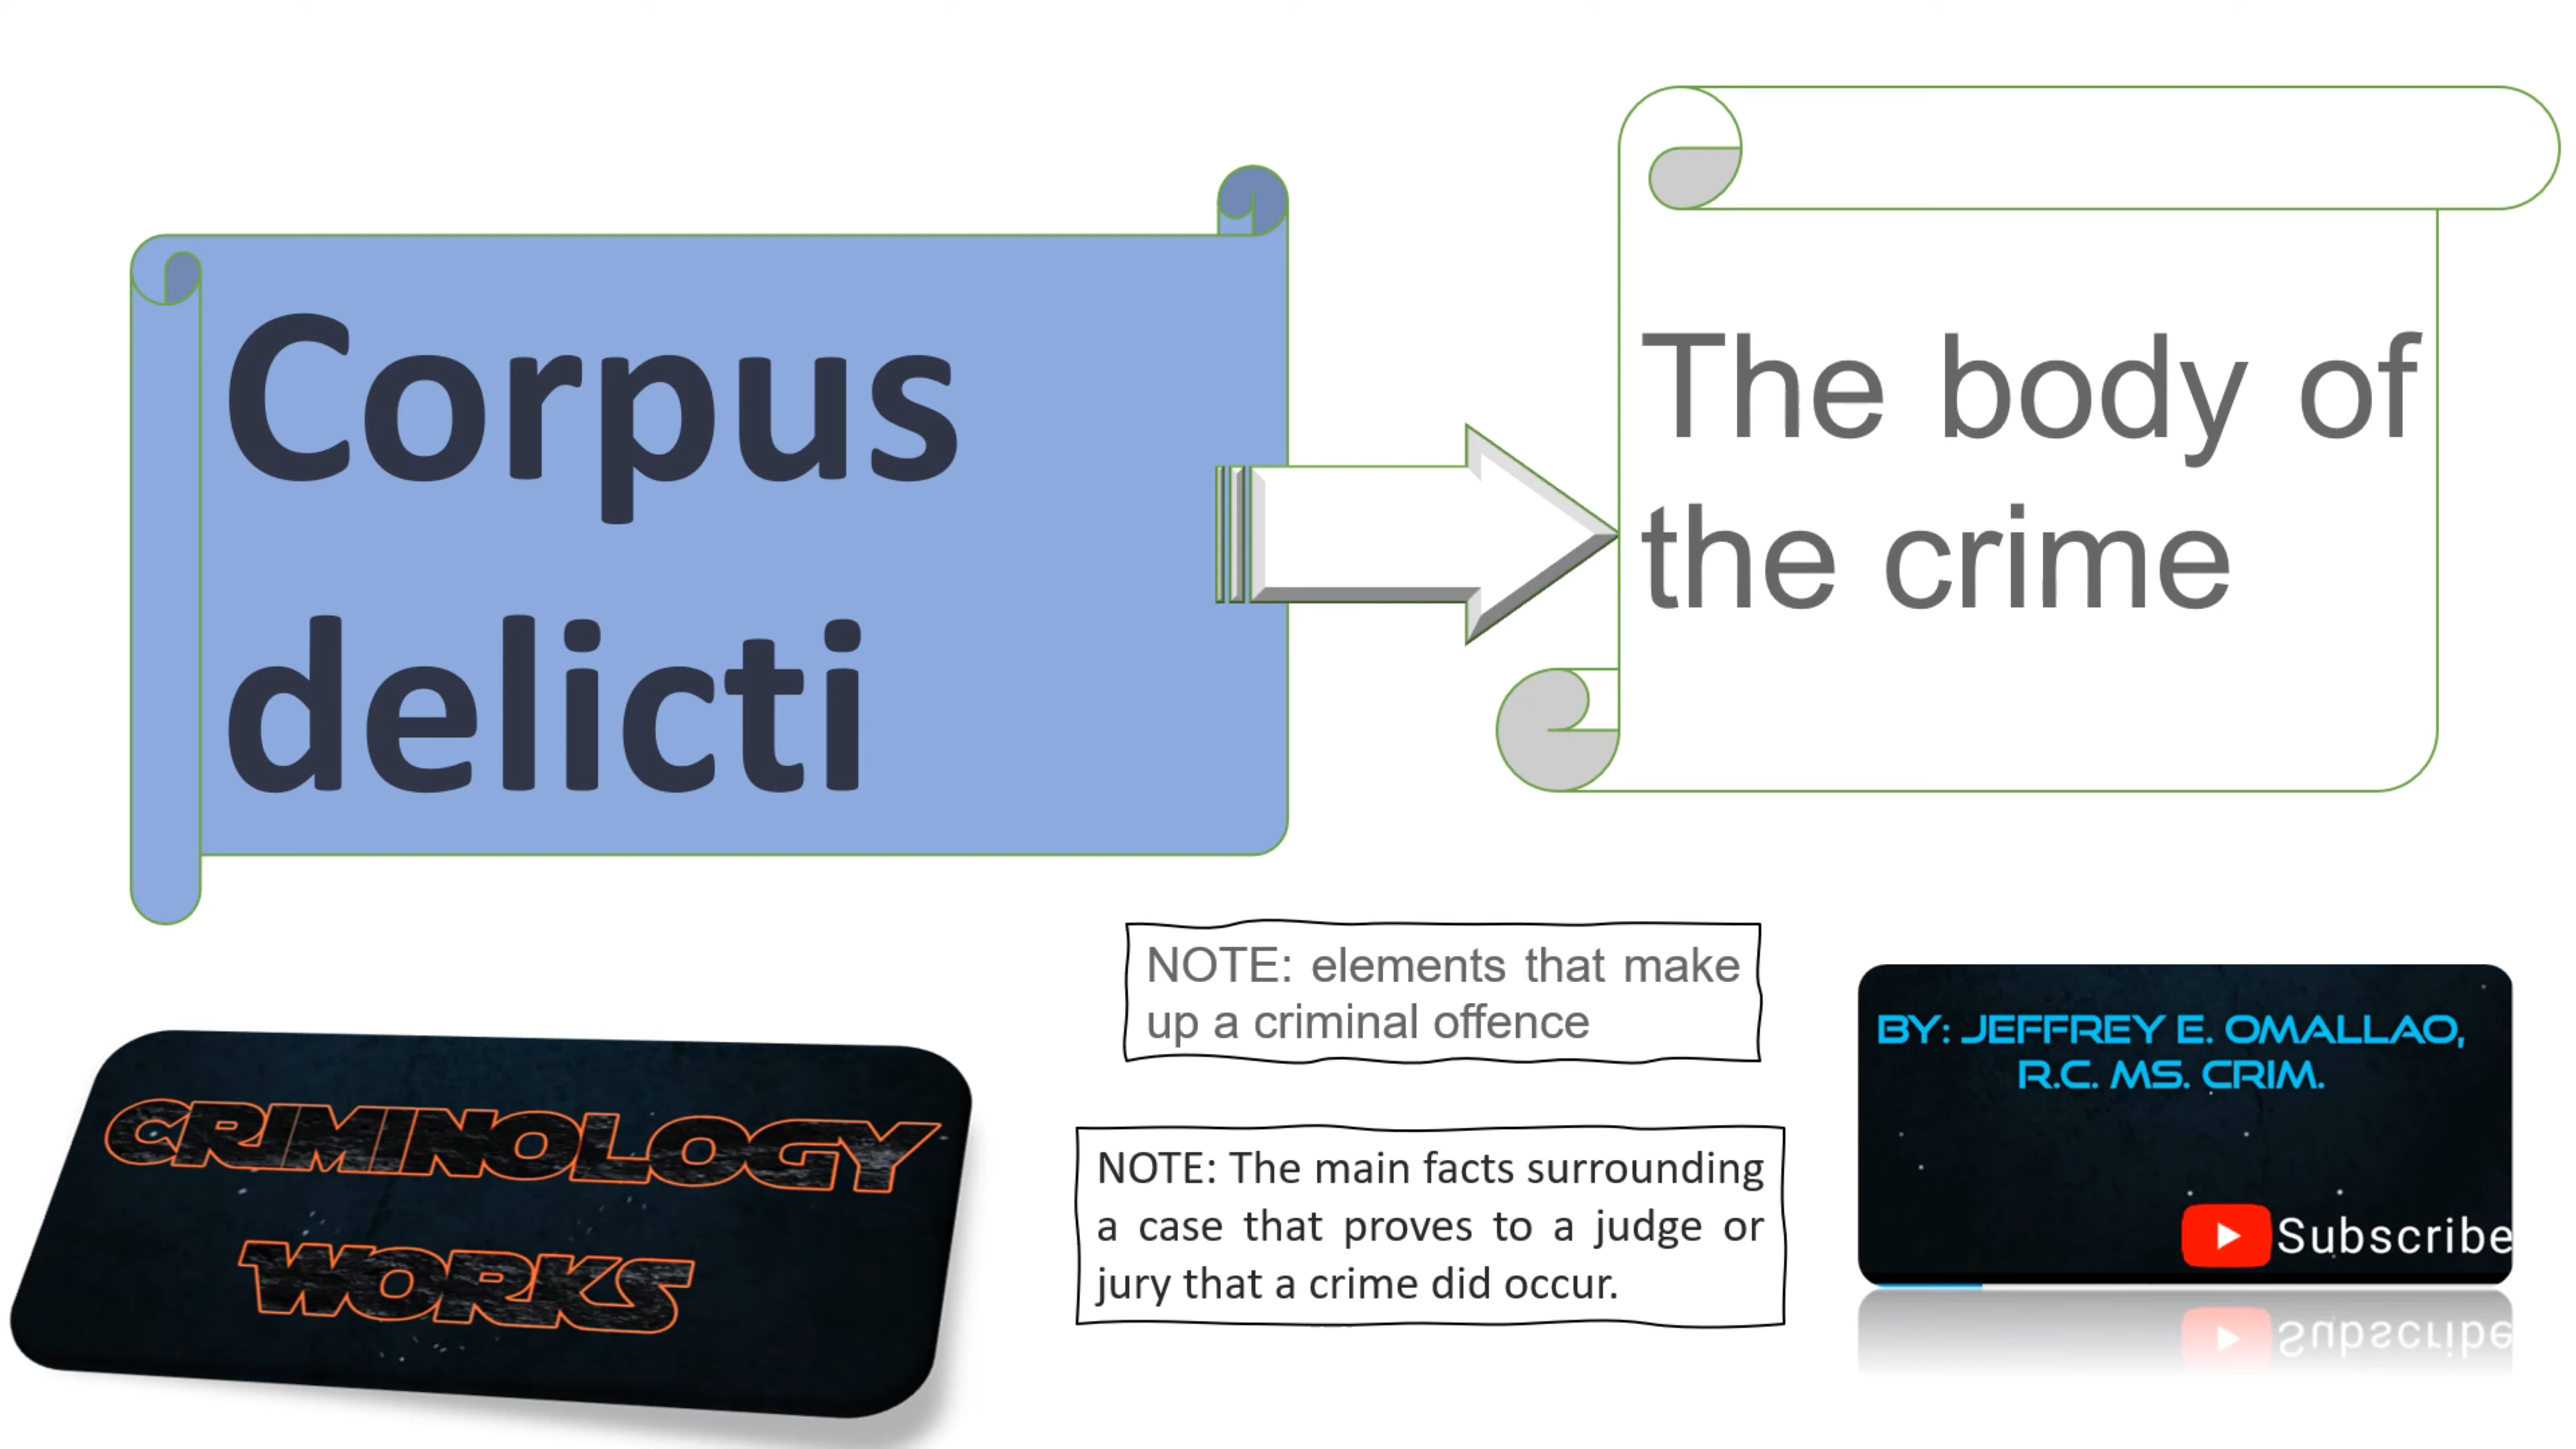 Corpus
delicti
The body of
the crime
NOTE: elements that make
up a criminal offence
NOTE: The main facts surrounding
a case that proves to a judge or
jury that a crime did occur.
CRIMINOLOGY
WORKS
BY: JEFFREY E. OMALLAO,
R.C. MS. CRIM.
Subscribe